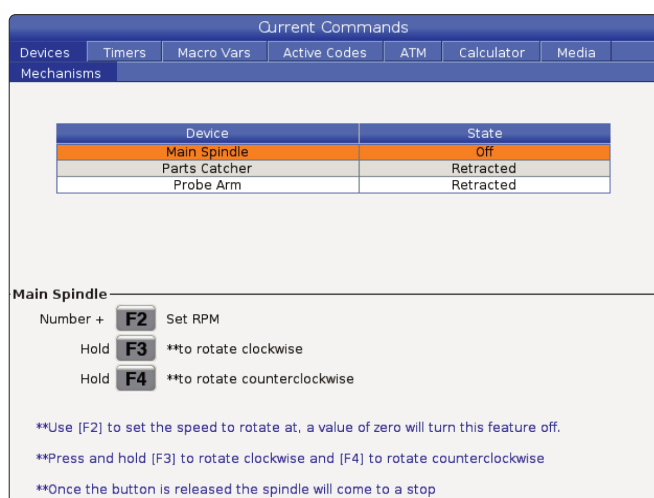 Current Commands
Devices Timers Macro Vars Active Codes ATM Calculator Media
Mechanisms
Device State
Main Spindle Off
Parts Catcher Retracted
Probe Arm Retracted
Main Spindle
Number + F2 Set RPM
Hold F3 **to rotate clockwise
Hold F4 **to rotate counterclockwise
**Use [F2] to set the speed to rotate at, a value of zero will turn this feature off.
**Press and hold [F3] to rotate clockwise and [F4] to rotate counterclockwise
**Once the button is released the spindle will come to a stop